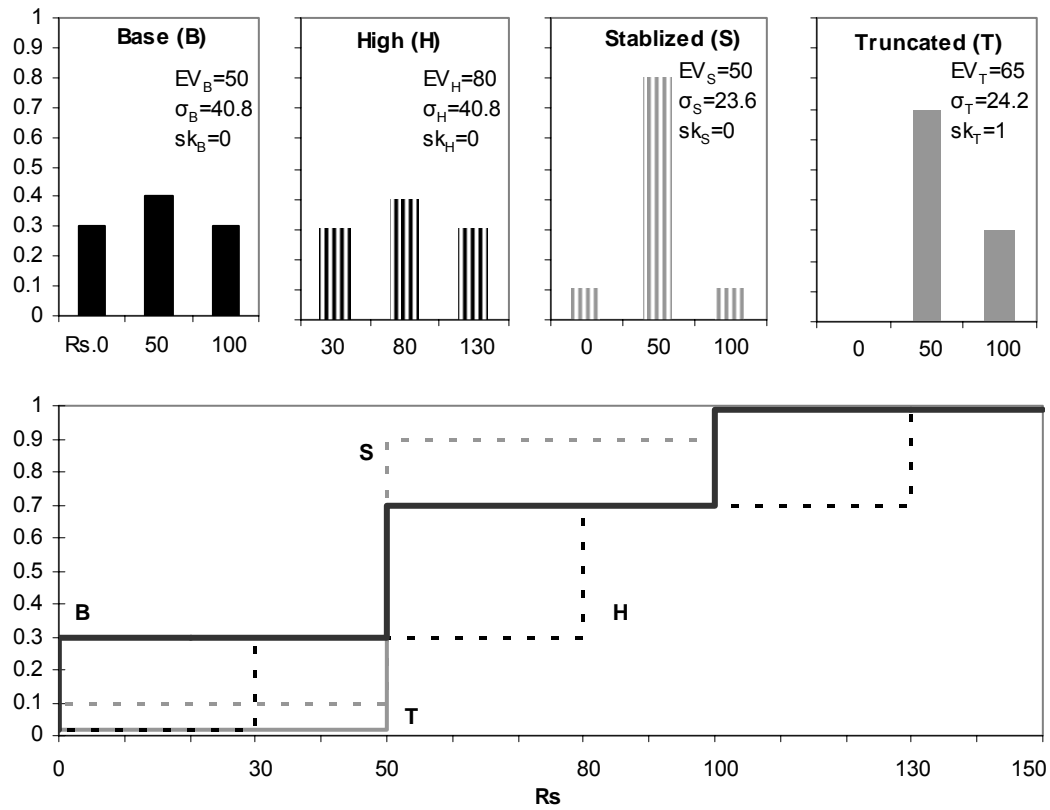 1
0.9
0.8
0.7
0.6
0.5
0.4
0.3
0.2
0.1
0
Base (B)
EV_B=50
σ_B=40.8
sk_B=0
Rs.0 50 100
High (H)
EV_H=80
σ_H=40.8
sk_H=0
30 80 130
Stablized (S)
EV_S=50
σ_S=23.6
sk_S=0
0 50 100
Truncated (T)
EV_T=65
σ_T=24.2
sk_T=1
0 50 100
1
0.9
0.8
0.7
0.6
0.5
0.4
0.3
0.2
0.1
0
S
B
H
T
0 30 50 80 100 130 150
Rs